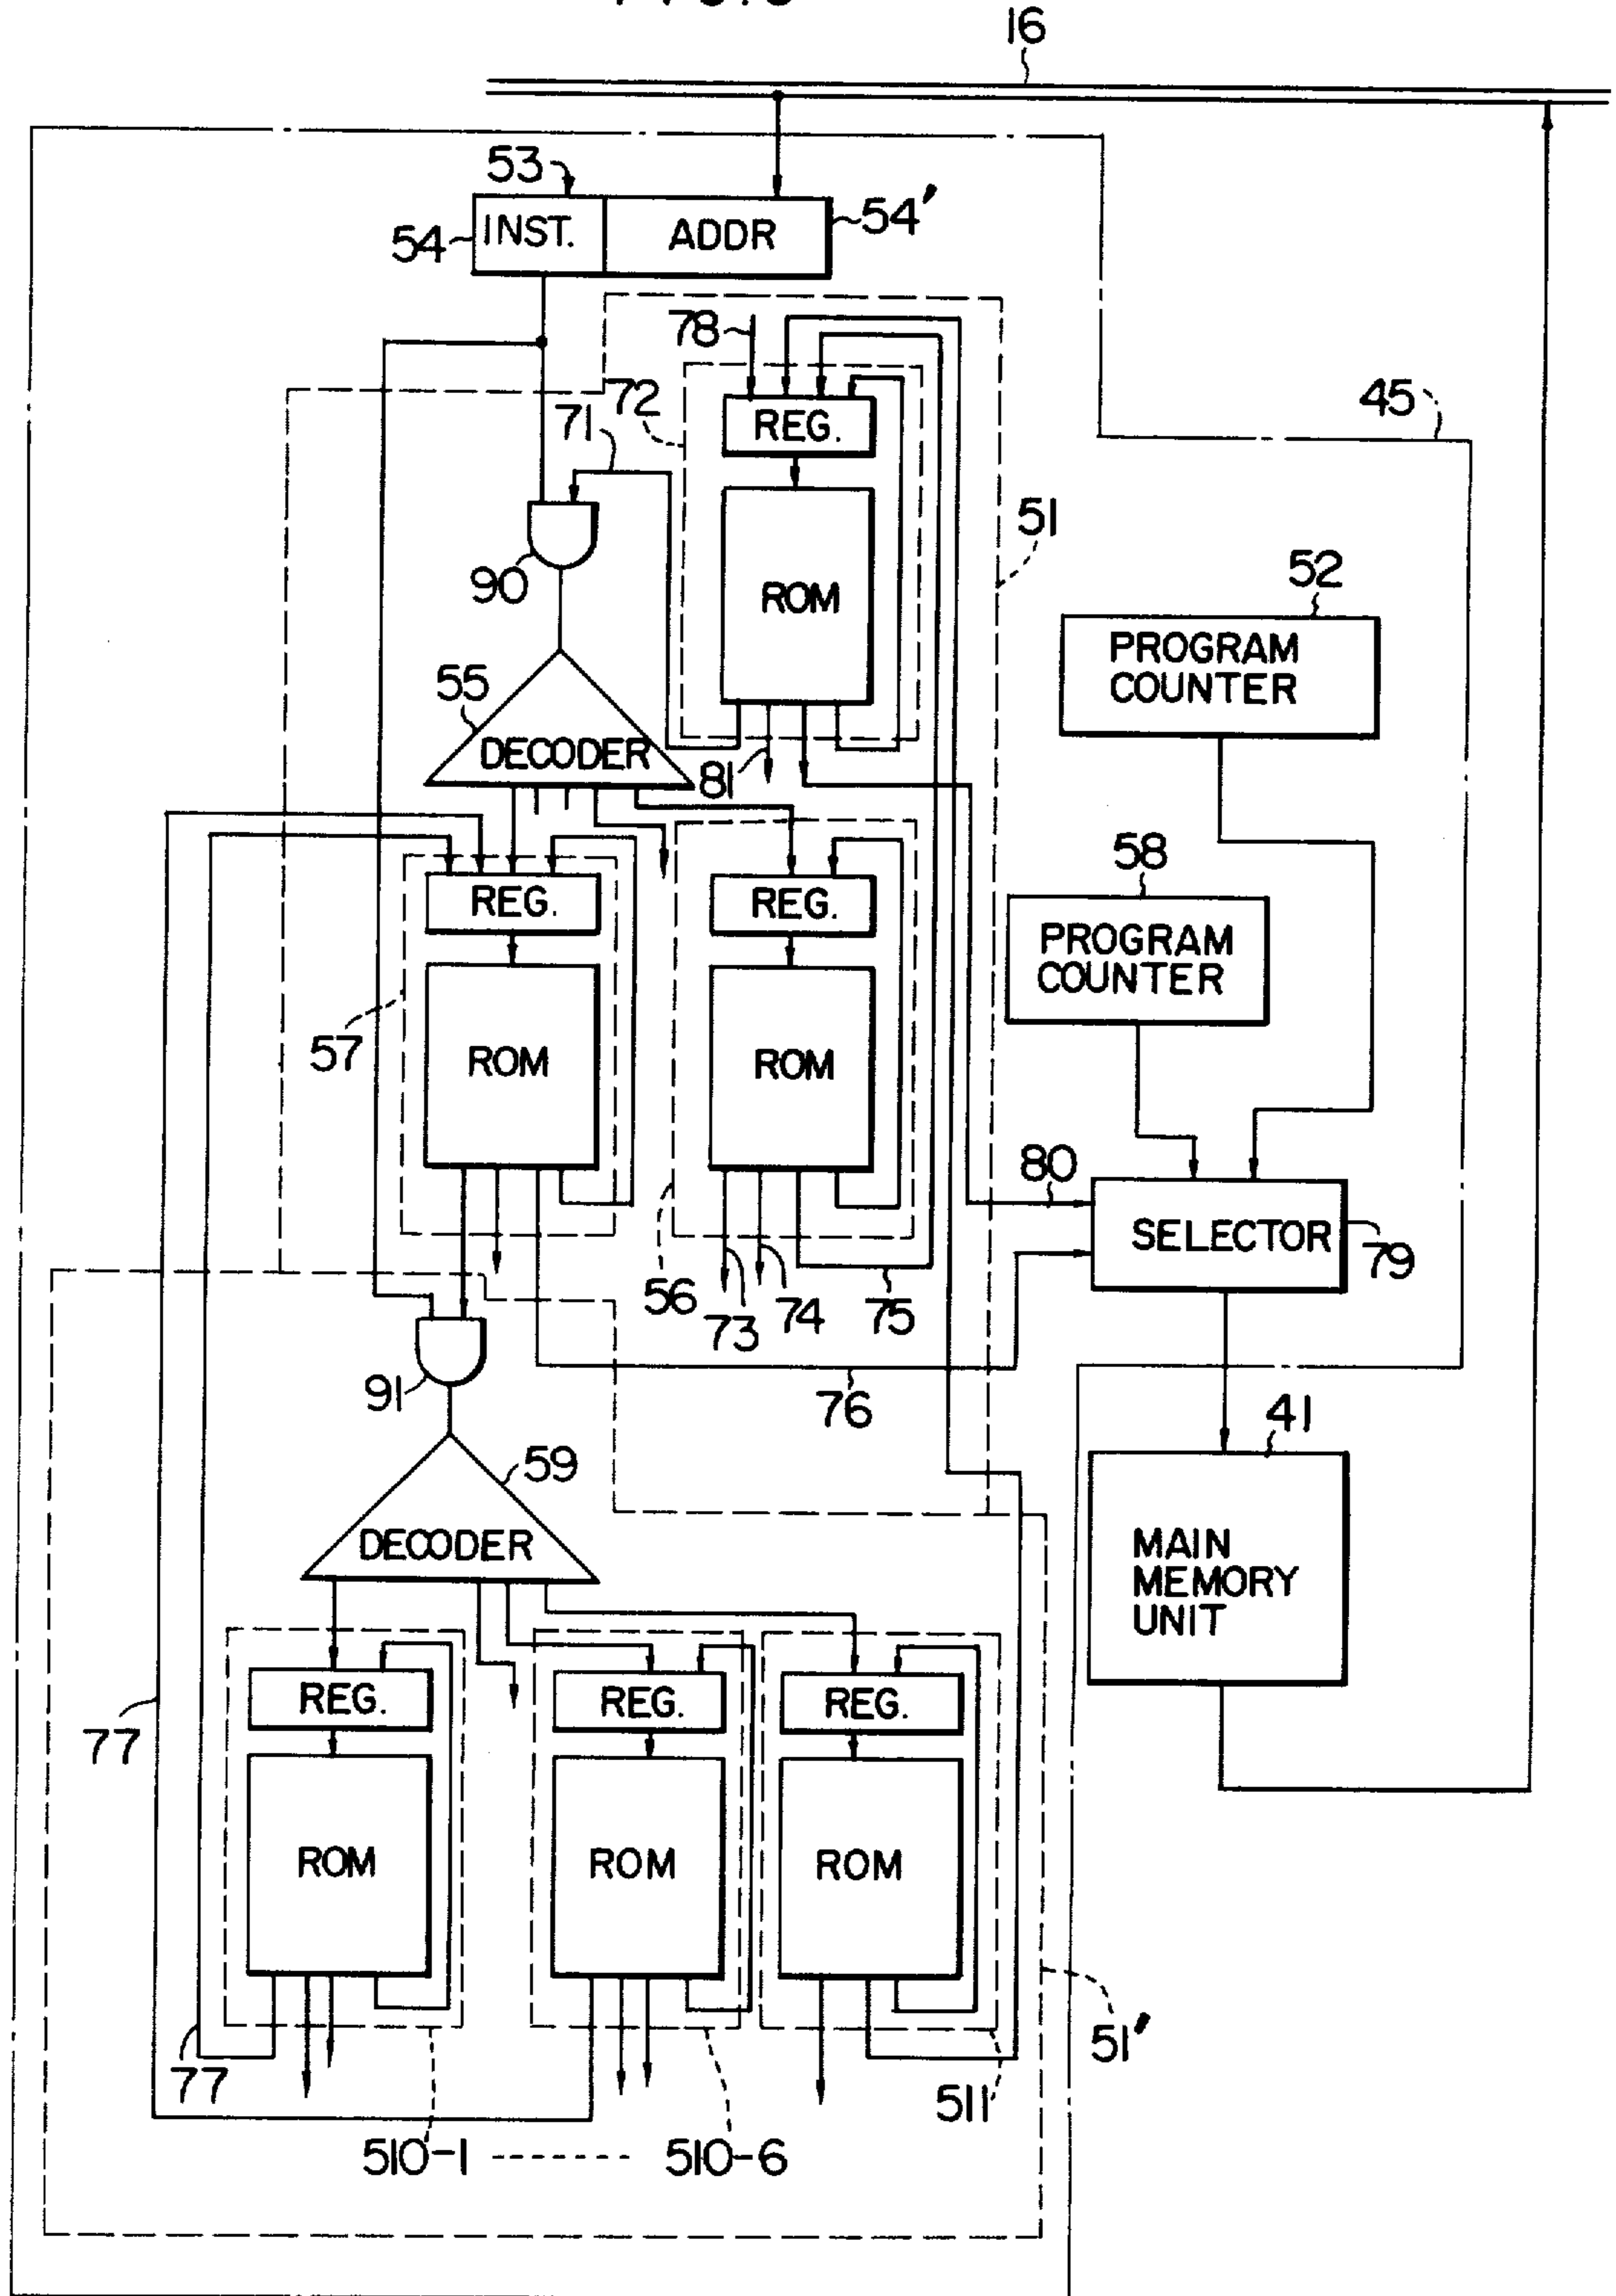 16
53
54
INST.
ADDR
54'
78
72
71
REG.
45
ROM
51
90
52
PROGRAM
COUNTER
55
DECODER
81
58
PROGRAM
COUNTER
REG.
REG.
57
ROM
ROM
80
SELECTOR
79
56
73
74
75
91
76
41
59
DECODER
MAIN
MEMORY
UNIT
REG.
REG.
REG.
77
ROM
ROM
ROM
77
51'
511
510-1
510-6